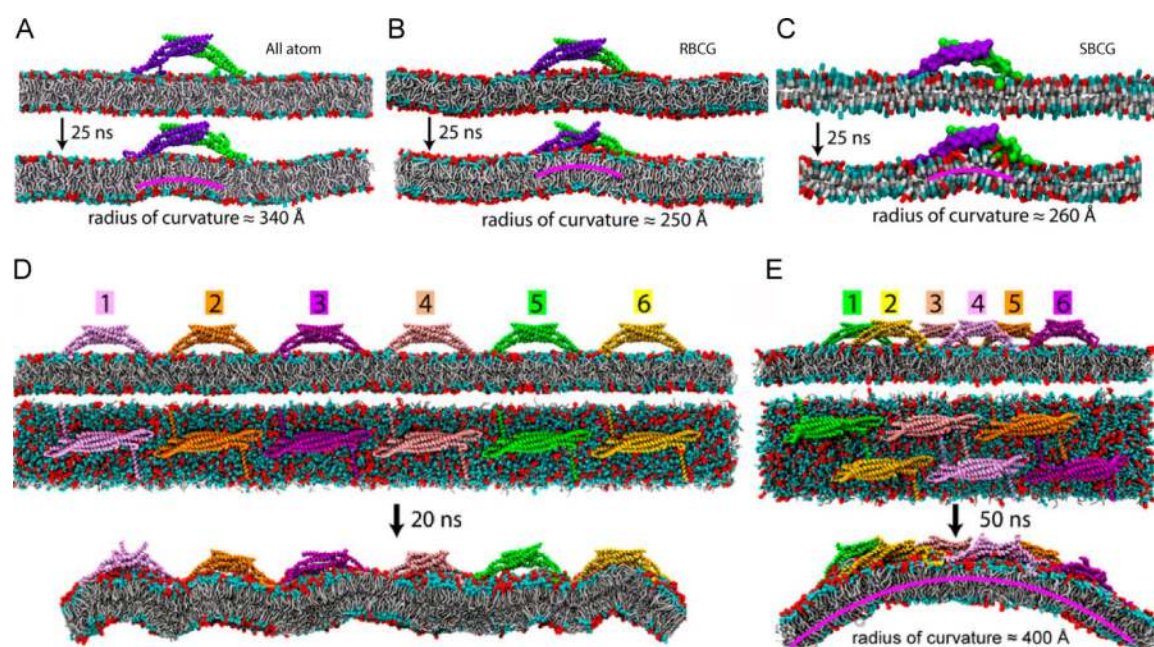 A
All atom
25 ns
radius of curvature ≈ 340 Å
B
RBCG
25 ns
radius of curvature ≈ 250 Å
C
SBCG
25 ns
radius of curvature ≈ 260 Å
D
1 2 3 4 5 6
20 ns
E
1 2 3 4 5 6
50 ns
radius of curvature ≈ 400 Å